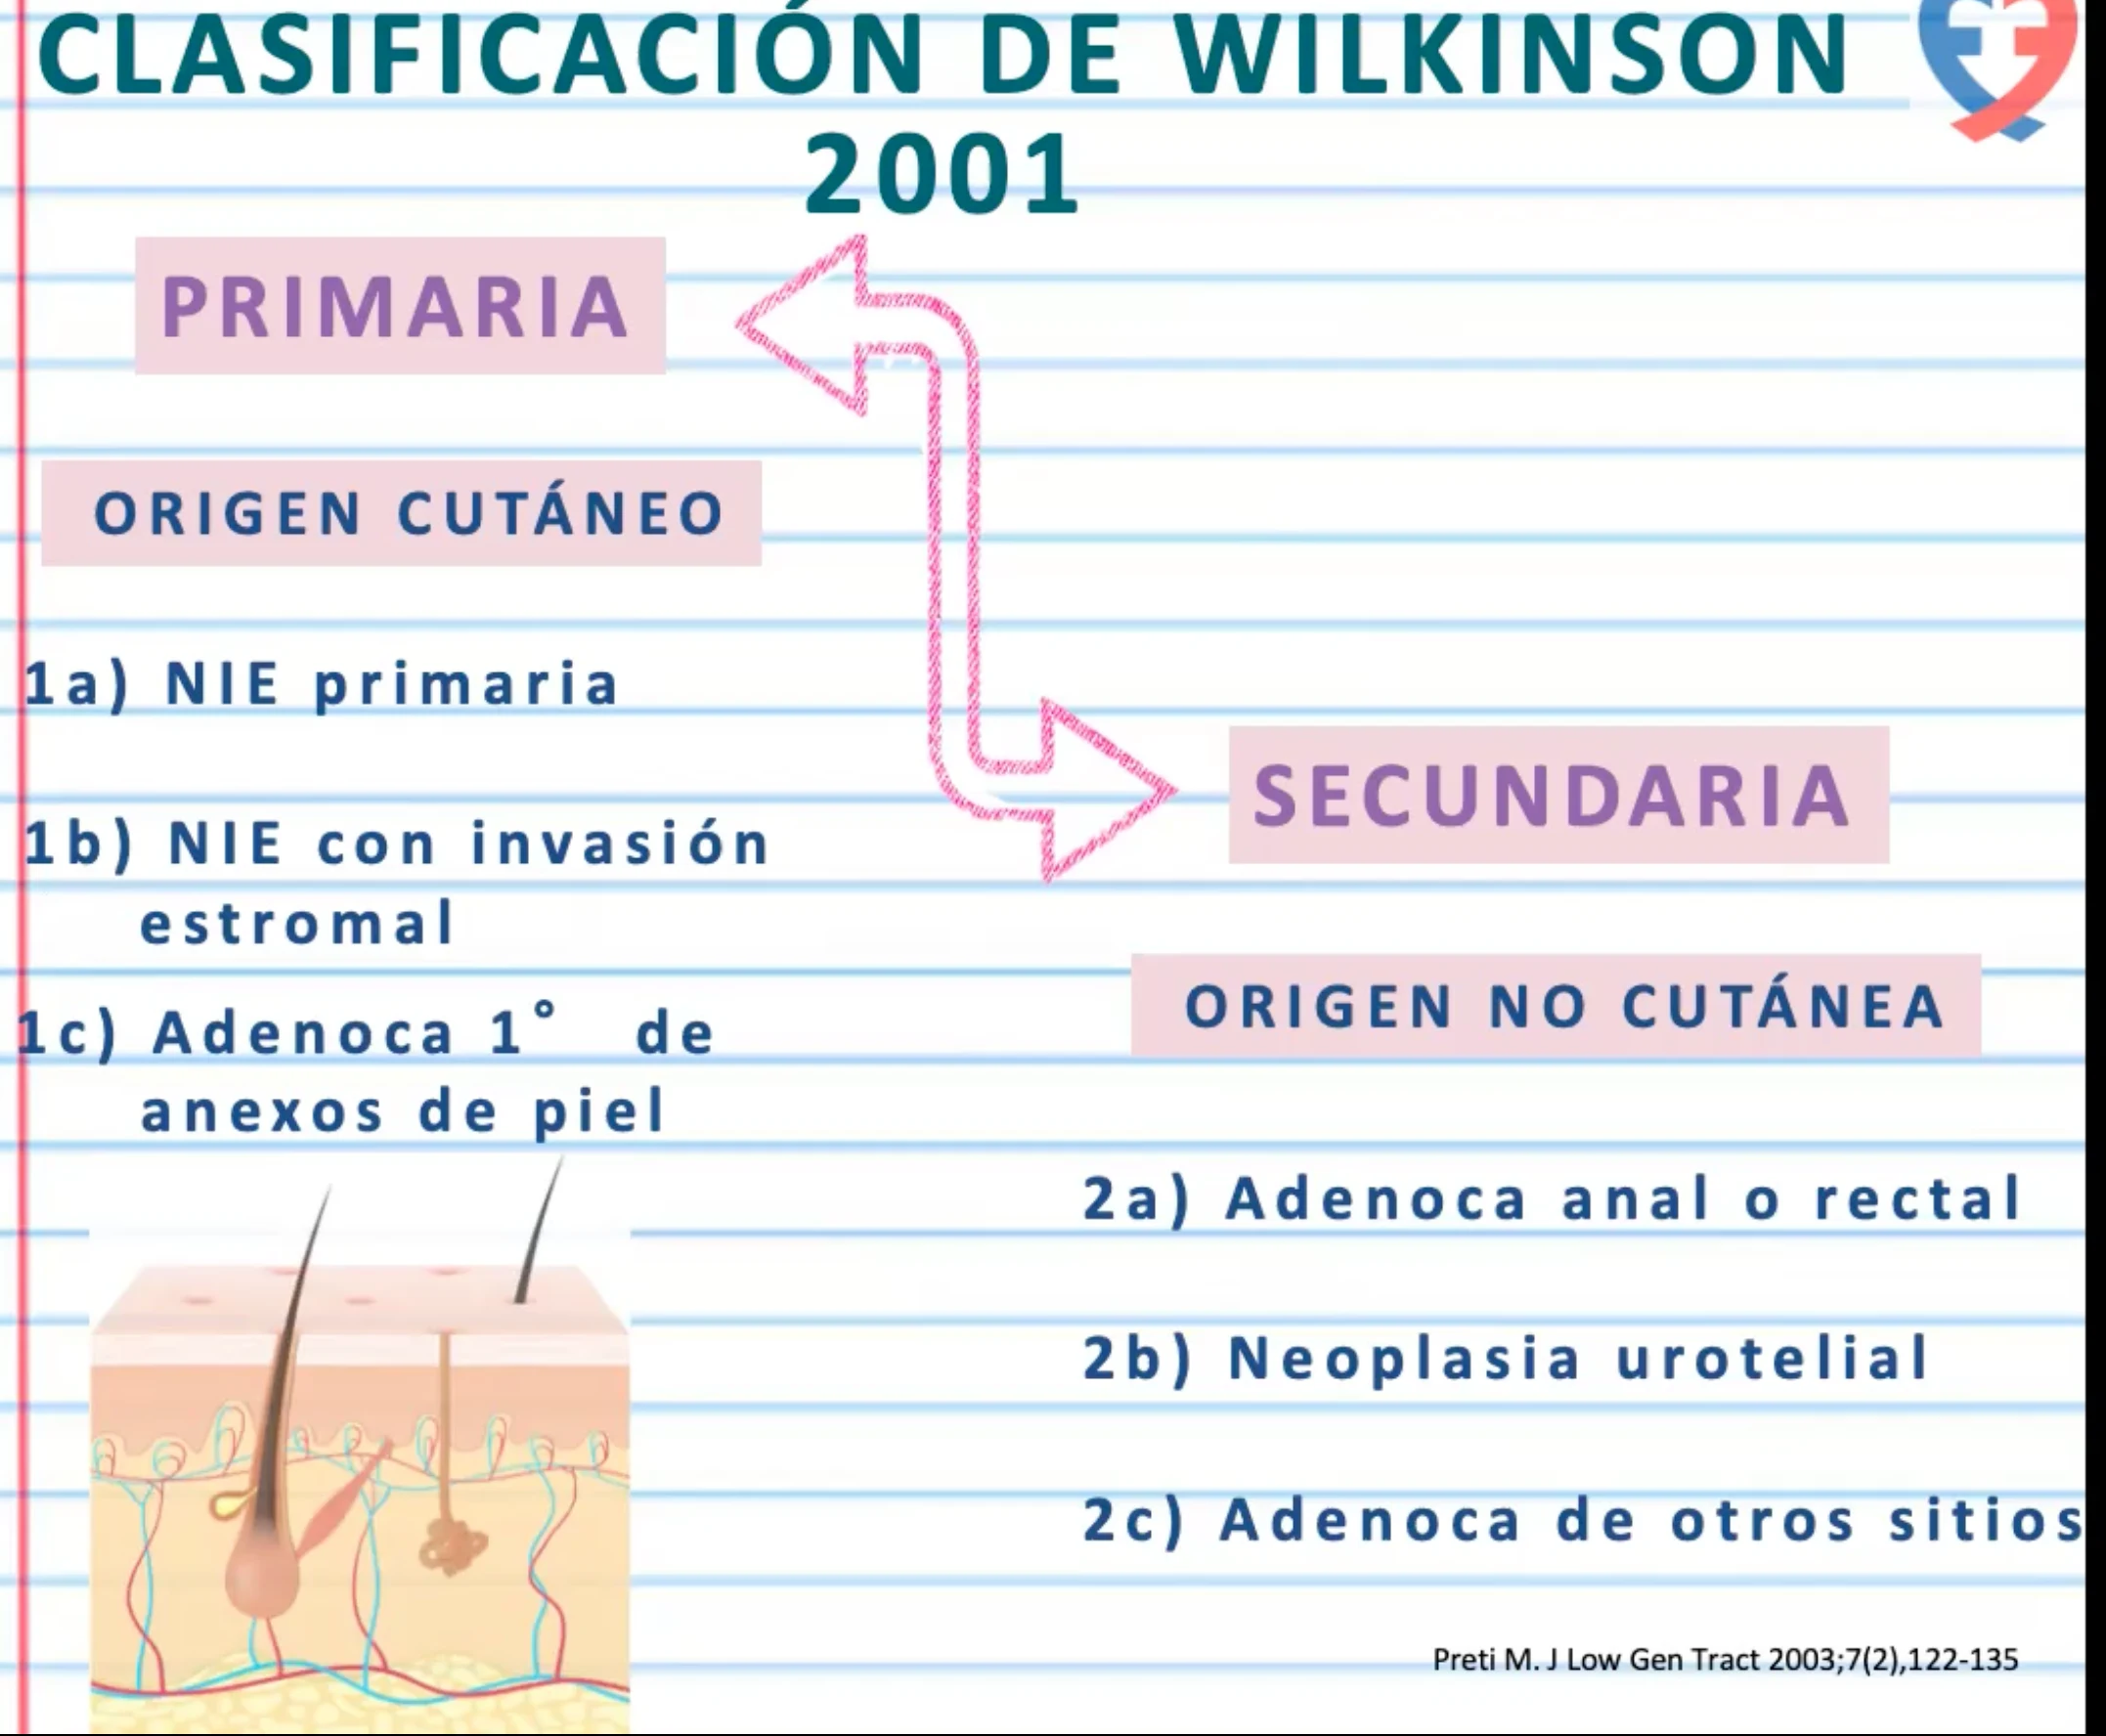 CLASIFICACIÓN DE WILKINSON
2001
PRIMARIA
ORIGEN CUTÁNEO
1a) NIE primaria
1b) NIE con invasión
estromal
1c) Adenoca 1° de
anexos de piel
SECUNDARIA
ORIGEN NO CUTÁNEA
2a) Adenoca anal o rectal
2b) Neoplasia urotelial
2c) Adenoca de otros sitios
Preti M. J Low Gen Tract 2003;7(2),122-135